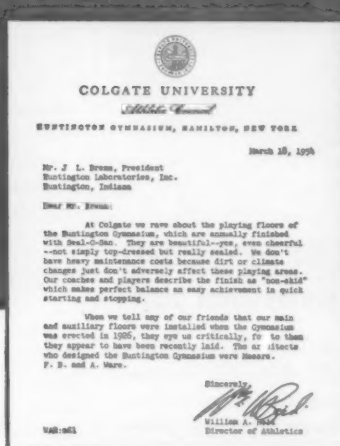 COLGATE UNIVERSITY
Athletic Council
HUNTINGTON GYMNASIUM, HAMILTON, NEW YORK
March 18, 1954
Mr. J L. Brenn, President
Huntington Laboratories, Inc.
Huntington, Indiana
Dear Mr. Brenn:
At Colgate we rave about the playing floors of
the Huntington Gymnasium, which are annually finished
with Seal-O-San. They are beautiful--yes, even cheerful
--not simply top-dressed but really sealed. We don't
have heavy maintenance costs because dirt or climate
changes just don't adversely affect these playing areas.
Our coaches and players describe the finish as "non-skid"
which makes perfect balance an easy achievement in quick
starting and stopping.
When we tell any of our friends that our main
and auxiliary floors were installed when the Gymnasium
was erected in 1926, they eye us critically, fo to them
they appear to have been recently laid. The ar itects
who designed the Huntington Gymnasium were Messrs.
F. B. and A. Ware.
Sincerely,
William A. Reid
Director of Athletics
WAR:mGl